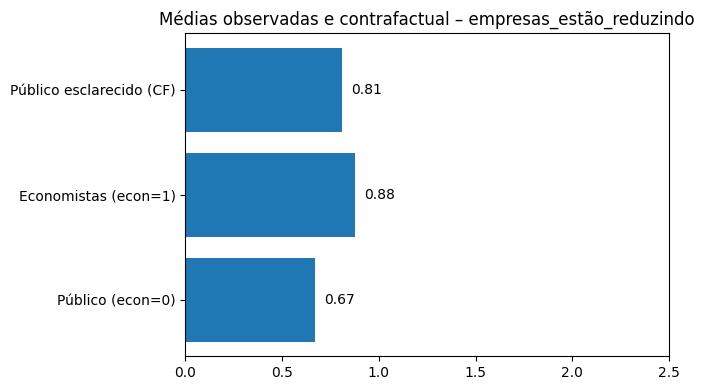 Médias observadas e contrafactual – empresas_estão_reduzindo
Público esclarecido (CF)
0.81
Economistas (econ=1)
0.88
Público (econ=0)
0.67
0.0 0.5 1.0 1.5 2.0 2.5